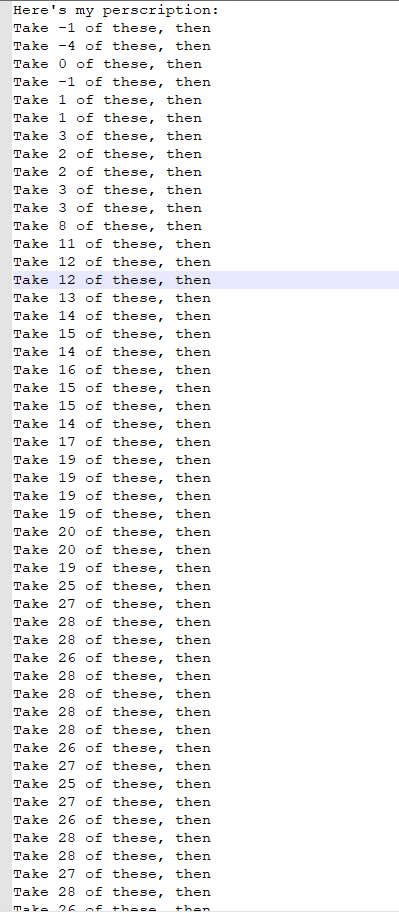 Here's my perscription:
Take -1 of these, then
Take -4 of these, then
Take 0 of these, then
Take -1 of these, then
Take 1 of these, then
Take 1 of these, then
Take 3 of these, then
Take 2 of these, then
Take 2 of these, then
Take 3 of these, then
Take 3 of these, then
Take 8 of these, then
Take 11 of these, then
Take 12 of these, then
Take 12 of these, then
Take 13 of these, then
Take 14 of these, then
Take 15 of these, then
Take 14 of these, then
Take 16 of these, then
Take 15 of these, then
Take 15 of these, then
Take 14 of these, then
Take 17 of these, then
Take 19 of these, then
Take 19 of these, then
Take 19 of these, then
Take 19 of these, then
Take 20 of these, then
Take 20 of these, then
Take 19 of these, then
Take 25 of these, then
Take 27 of these, then
Take 28 of these, then
Take 28 of these, then
Take 26 of these, then
Take 28 of these, then
Take 28 of these, then
Take 28 of these, then
Take 28 of these, then
Take 26 of these, then
Take 27 of these, then
Take 25 of these, then
Take 27 of these, then
Take 26 of these, then
Take 28 of these, then
Take 28 of these, then
Take 27 of these, then
Take 28 of these, then
Take 26 of these, then